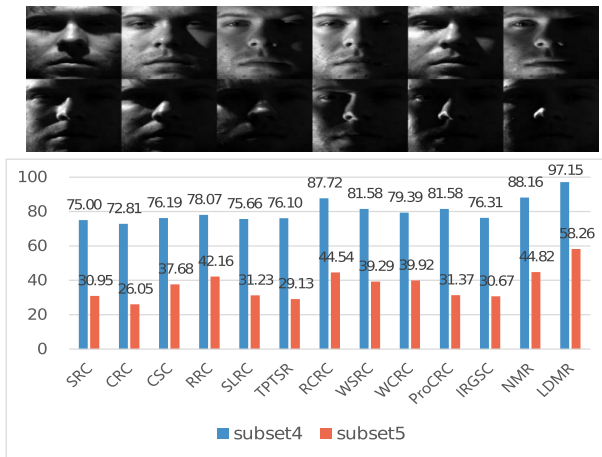 100
80
60
40
20
0
75.00
30.95
72.81
26.05
76.19
37.68
78.07
42.16
75.66
31.23
76.10
29.13
87.72
44.54
81.58
39.29
79.39
39.92
81.58
31.37
76.31
30.67
88.16
44.82
97.15
58.26
SRC
CRC
CSC
RRC
SLRC
TPTSR
RCRC
WSRC
WCRC
ProCRC
IRGSC
NMR
LDMR
subset4 subset5